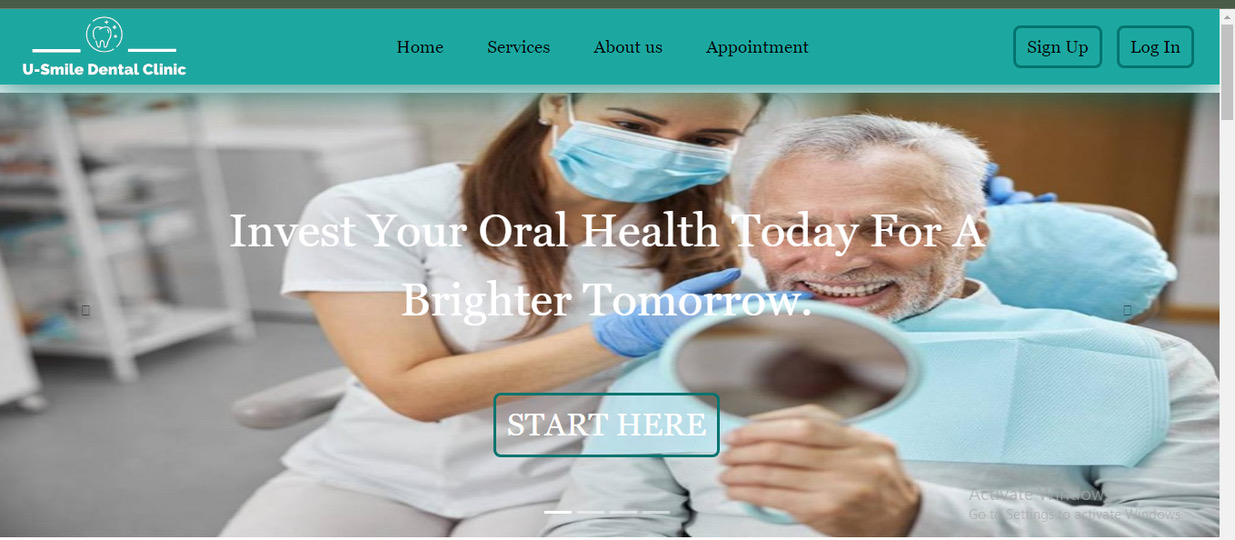 Home Services About us Appointment Sign Up Log In
U-Smile Dental Clinic
Invest Your Oral Health Today For A
Brighter Tomorrow.
START HERE
Activate Windows
Go to Settings to activate Windows.